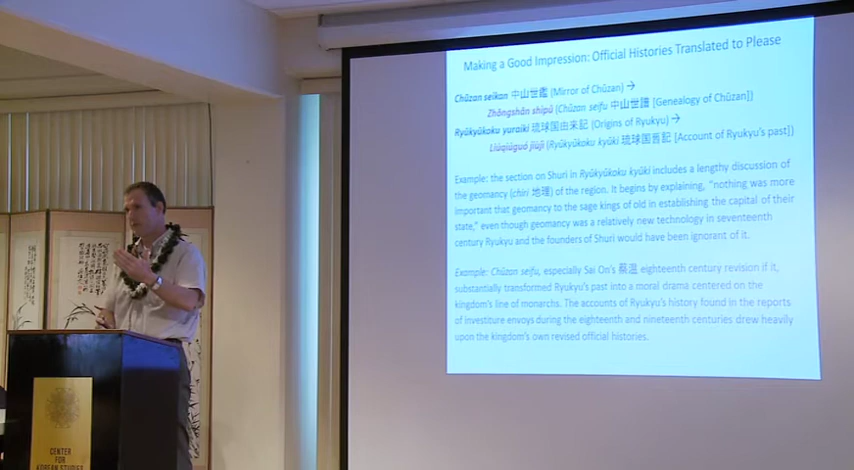 Making a Good Impression: Official Histories Translated to Please
Chūzan seikan 中山世鑑 (Mirror of Chūzan) →
Zhōngshān shìpǔ (Chūzan seifu 中山世譜 [Genealogy of Chūzan])
Ryūkyūkoku yuraiki 琉球国由来記 (Origins of Ryukyu) →
Liúqiúguó jiùjì (Ryūkyūkoku kyūki 琉球国旧記 [Account of Ryukyu's past])
Example: the section on Shuri in Ryūkyūkoku kyūki includes a lengthy discussion of
the geomancy (chiri 地理) of the region. It begins by explaining, "nothing was more
important that geomancy to the sage kings of old in establishing the capital of their
state," even though geomancy was a relatively new technology in seventeenth
century Ryukyu and the founders of Shuri would have been ignorant of it.
Example: Chūzan seifu, especially Sai On's 蔡温 eighteenth century revision if it,
substantially transformed Ryukyu's past into a moral drama centered on the
kingdom's line of monarchs. The accounts of Ryukyu's history found in the reports
of investiture envoys during the eighteenth and nineteenth centuries drew heavily
upon the kingdom's own revised official histories.
CENTER
FOR
KOREAN STUDIES